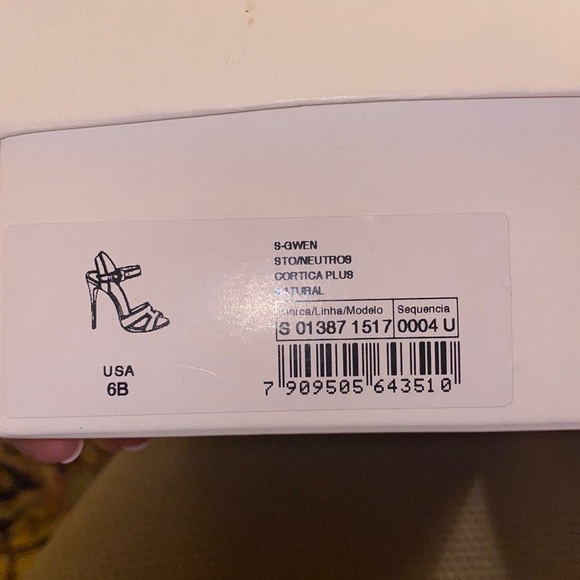 USA
6B
S-GWEN
STO/NEUTROS
CORTICA PLUS
NATURAL
Marca/Linha/Modelo Sequencia
S 01387 1517 0004 U
7 909505 643510